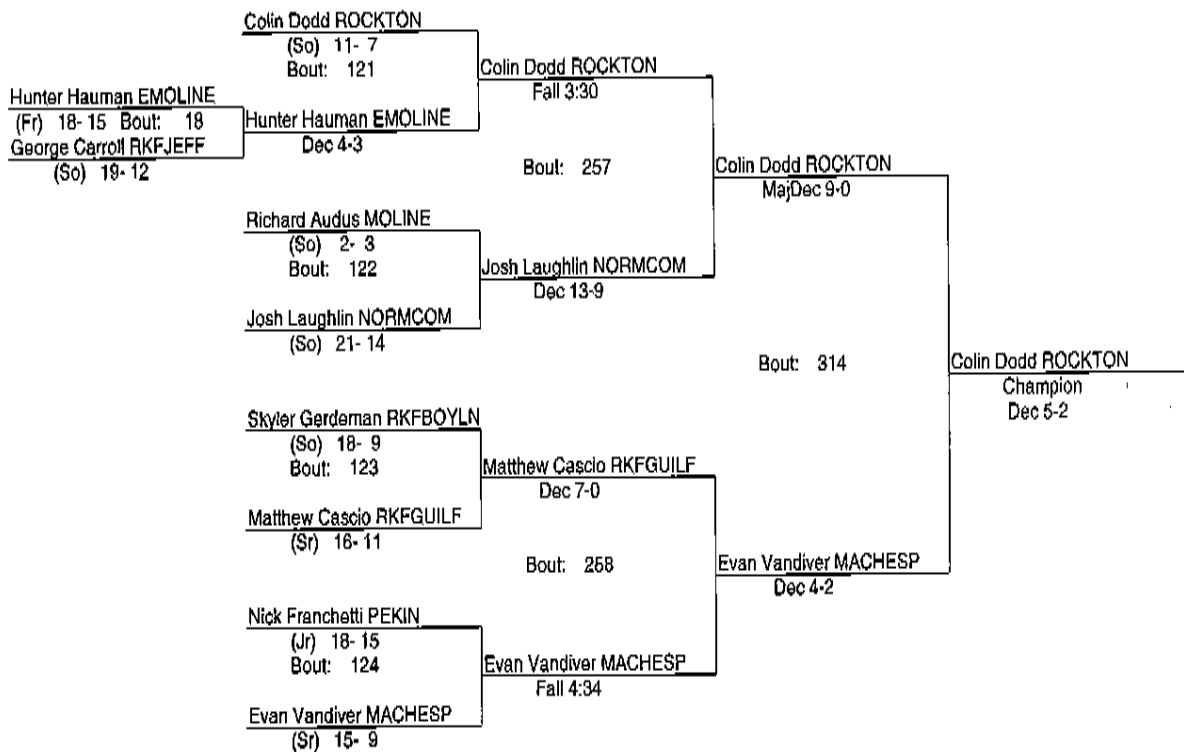 Colin Dodd ROCKTON
(So) 11- 7
Bout: 121
Colin Dodd ROCKTON
Fall 3:30
Hunter Hauman EMOLINE
(Fr) 18- 15 Bout: 18
Hunter Hauman EMOLINE
Dec 4-3
George Carroll RKFJEFF
(So) 19- 12
Bout: 257
Colin Dodd ROCKTON
MajDec 9-0
Richard Audus MOLINE
(So) 2- 3
Bout: 122
Josh Laughlin NORMCOM
Dec 13-9
Josh Laughlin NORMCOM
(So) 21- 14
Bout: 314
Colin Dodd ROCKTON
Champion
Dec 5-2
Skyler Gerdeman RKFBOYLN
(So) 18- 9
Bout: 123
Matthew Cascio RKFGUILF
Dec 7-0
Matthew Cascio RKFGUILF
(Sr) 16- 11
Bout: 258
Evan Vandiver MACHESP
Dec 4-2
Nick Franchetti PEKIN
(Jr) 18- 15
Bout: 124
Evan Vandiver MACHESP
Fall 4:34
Evan Vandiver MACHESP
(Sr) 15- 9